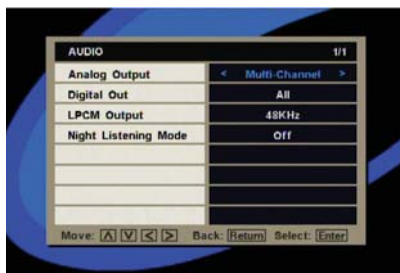 AUDIO 1/1
Analog Output < Multi-Channel >
Digital Out All
LPCM Output 48KHz
Night Listening Mode Off
Move: Λ V < > Back: Return Select: Enter